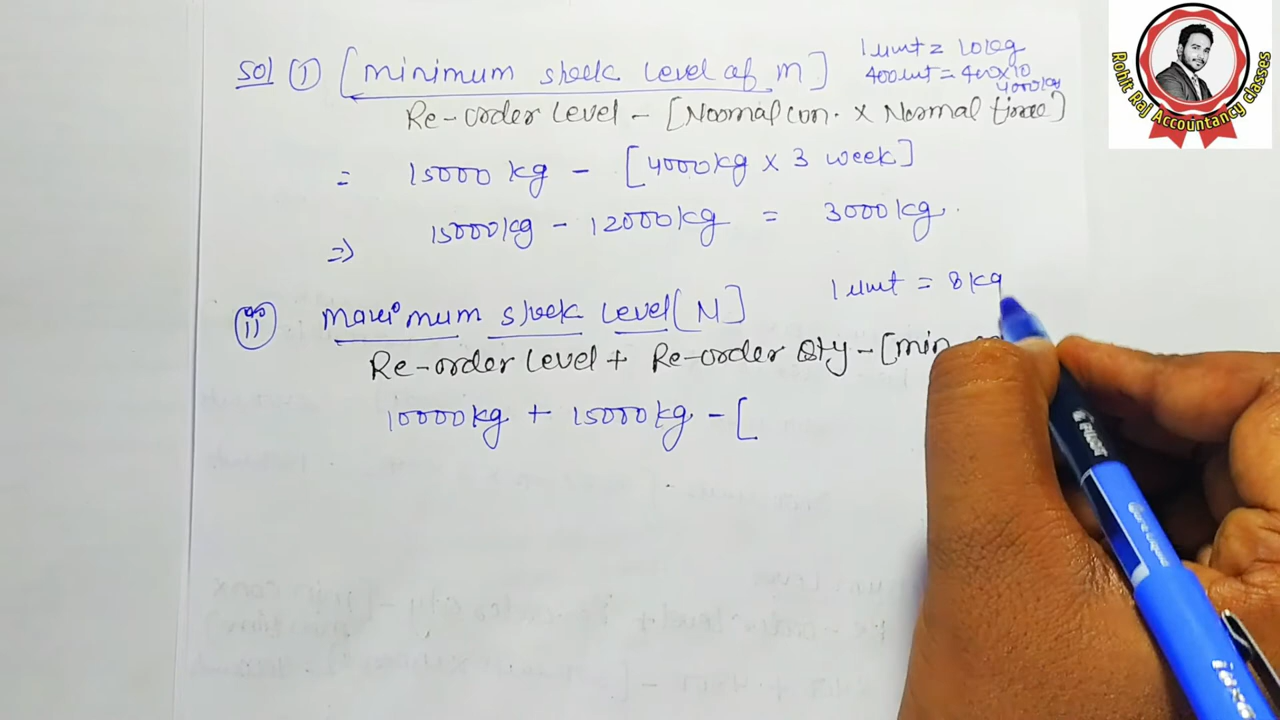 Sol (I) [minimum stock level of M]
1 unit = 10 kg
400 unit = 400 x 10
4000 kg
Re-order level - [Normal con. x Normal time]
= 15000 kg - [4000 kg x 3 week]
=> 15000 kg - 12000 kg = 3000 kg.
1 unit = 8 kg
(ii) maximum stock level [N]
Re-order level + Re-order Qty - [min
10000 kg + 15000 kg - [
Rohit Raj Accountancy classes
PILOT